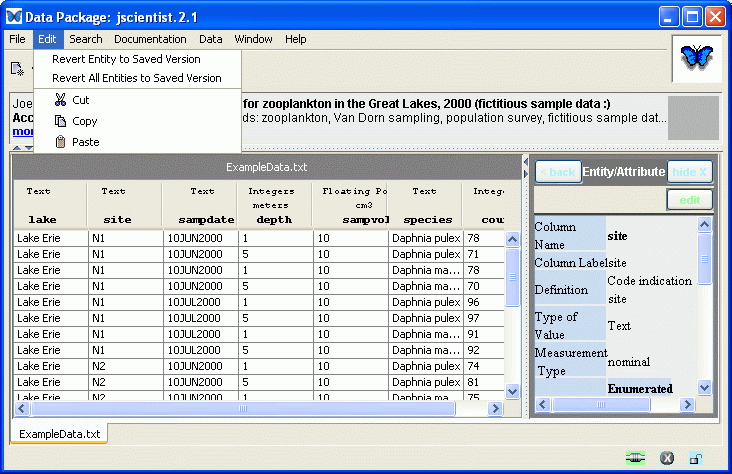 Data Package: jscientist.2.1
File Edit Search Documentation Data Window Help
Revert Entity to Saved Version
Revert All Entities to Saved Version
Cut
Copy
Paste
Joe for zooplankton in the Great Lakes, 2000 (fictitious sample data :)
Acc ds: zooplankton, Van Dorn sampling, population survey, fictitious sample dat...
mor
ExampleData.txt
Text Text Text Integers Floating Po Text Integ
meters cm3
lake site sampdate depth sampvol species cou
Lake Erie N1 10JUN2000 1 10 Daphnia pulex 78
Lake Erie N1 10JUN2000 5 10 Daphnia pulex 71
Lake Erie N1 10JUN2000 1 10 Daphnia ma... 78
Lake Erie N1 10JUN2000 5 10 Daphnia ma... 70
Lake Erie N1 10JUL2000 1 10 Daphnia pulex 96
Lake Erie N1 10JUL2000 5 10 Daphnia pulex 97
Lake Erie N1 10JUL2000 1 10 Daphnia ma... 91
Lake Erie N1 10JUL2000 5 10 Daphnia ma... 92
Lake Erie N2 10JUN2000 1 10 Daphnia pulex 74
Lake Erie N2 10JUN2000 5 10 Daphnia pulex 81
Lake Erie N2 10JUN2000 1 10 Daphnia ma... 75
ExampleData.txt
< back Entity/Attribute hide X
edit
Column
Name
site
Column Label site
Definition
Code indication
site
Type of
Value
Text
Measurement
Type
nominal
Enumerated